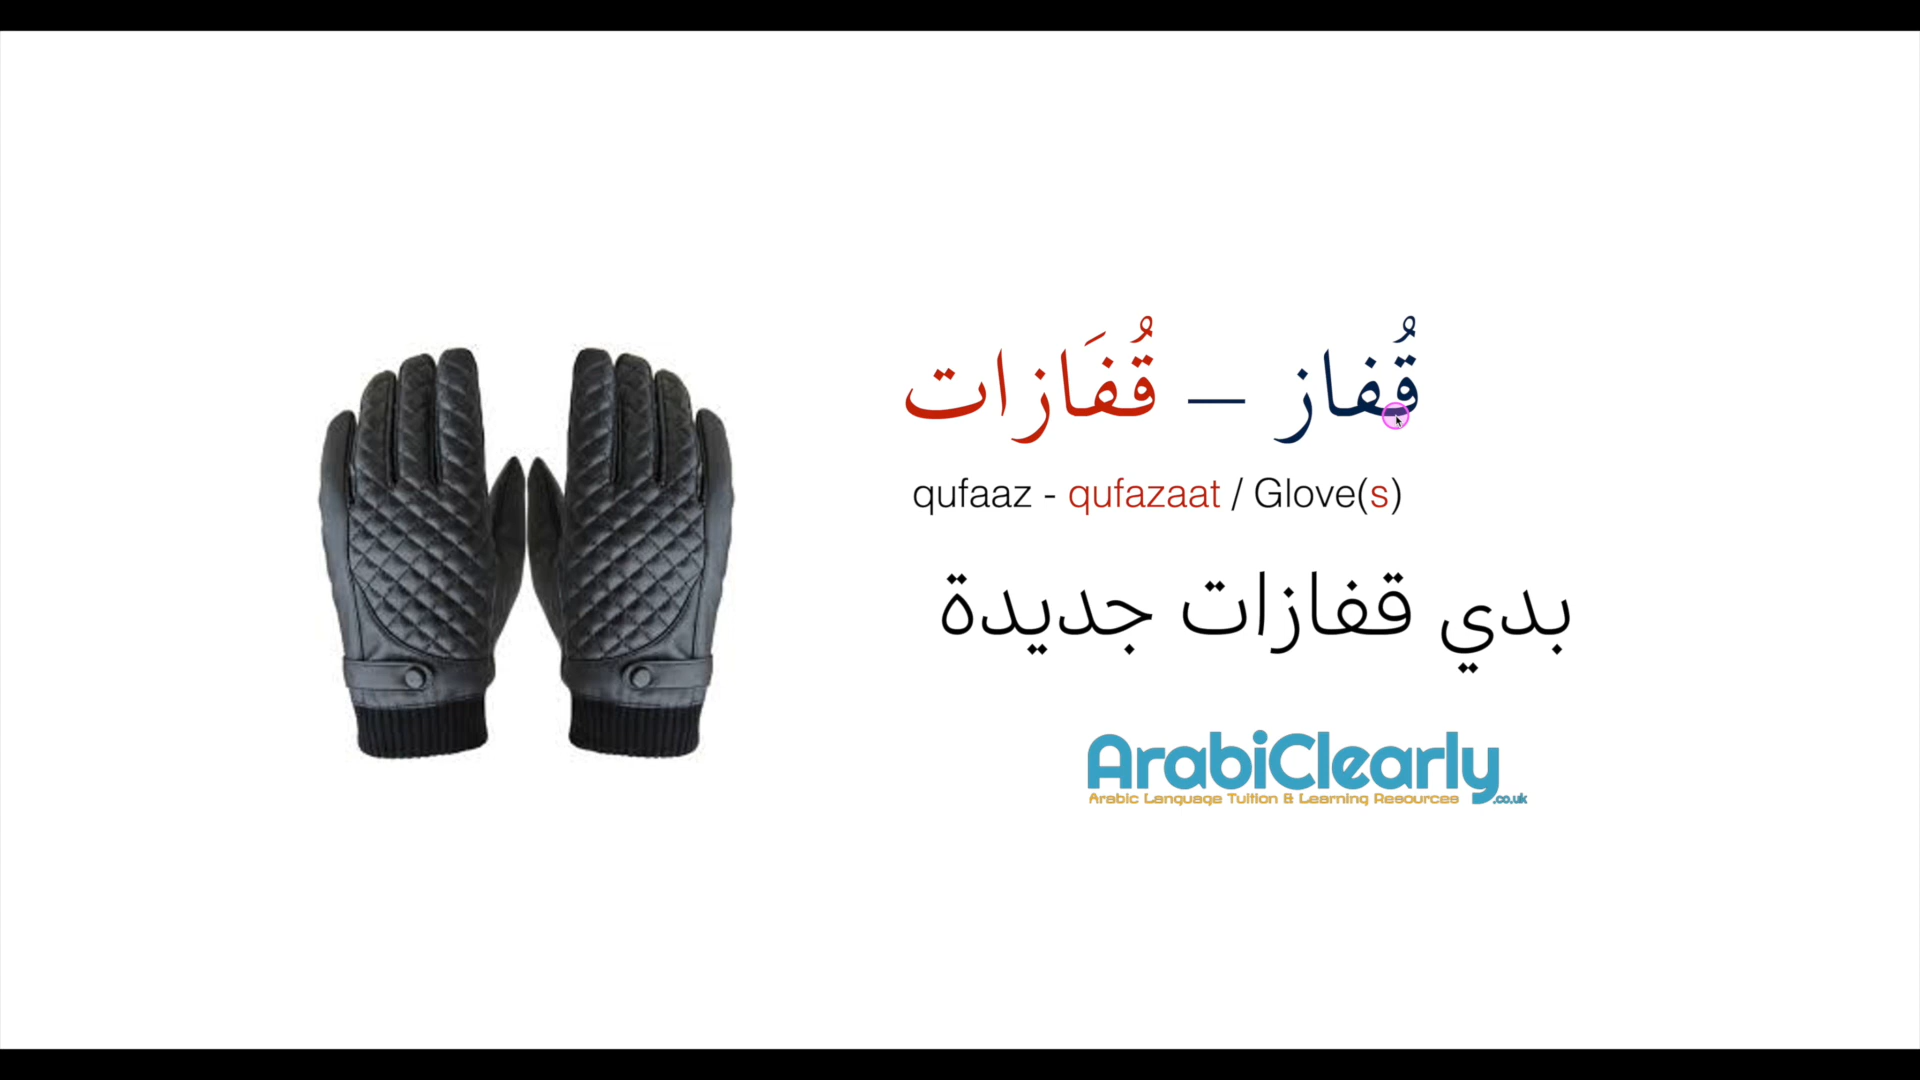 قُفاز – قُفَازات
qufaaz - qufazaat / Glove(s)
بدي قفازات جديدة
ArabiClearly.co.uk
Arabic Language Tuition & Learning Resources